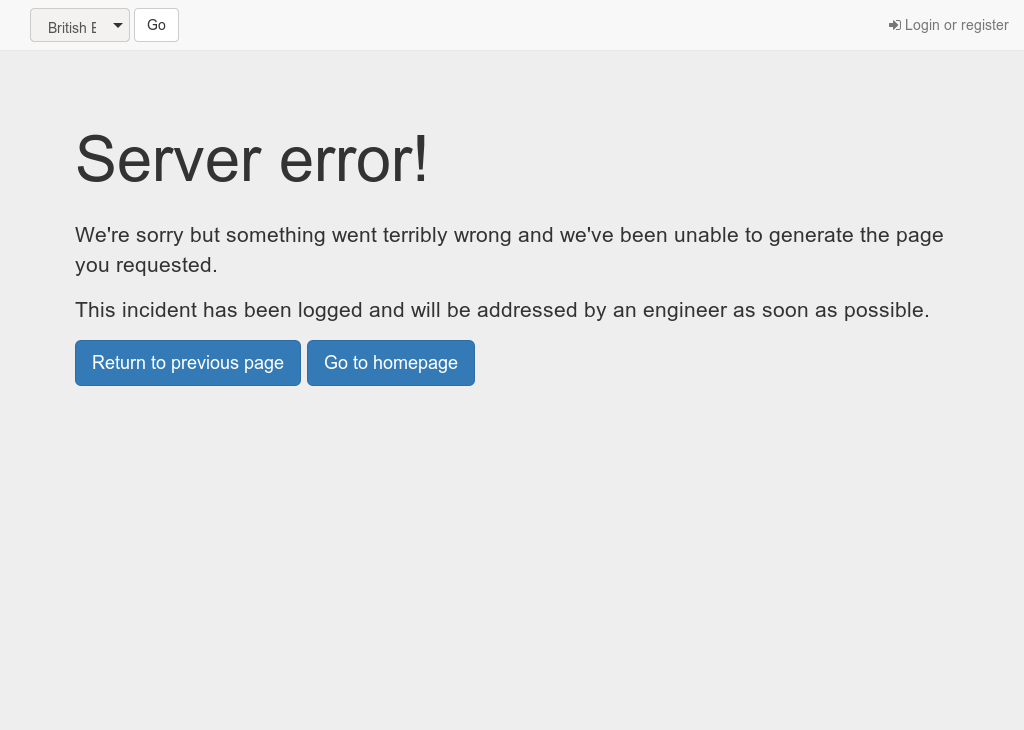 British E
Go
Login or register
Server error!
We're sorry but something went terribly wrong and we've been unable to generate the page
you requested.
This incident has been logged and will be addressed by an engineer as soon as possible.
Return to previous page
Go to homepage